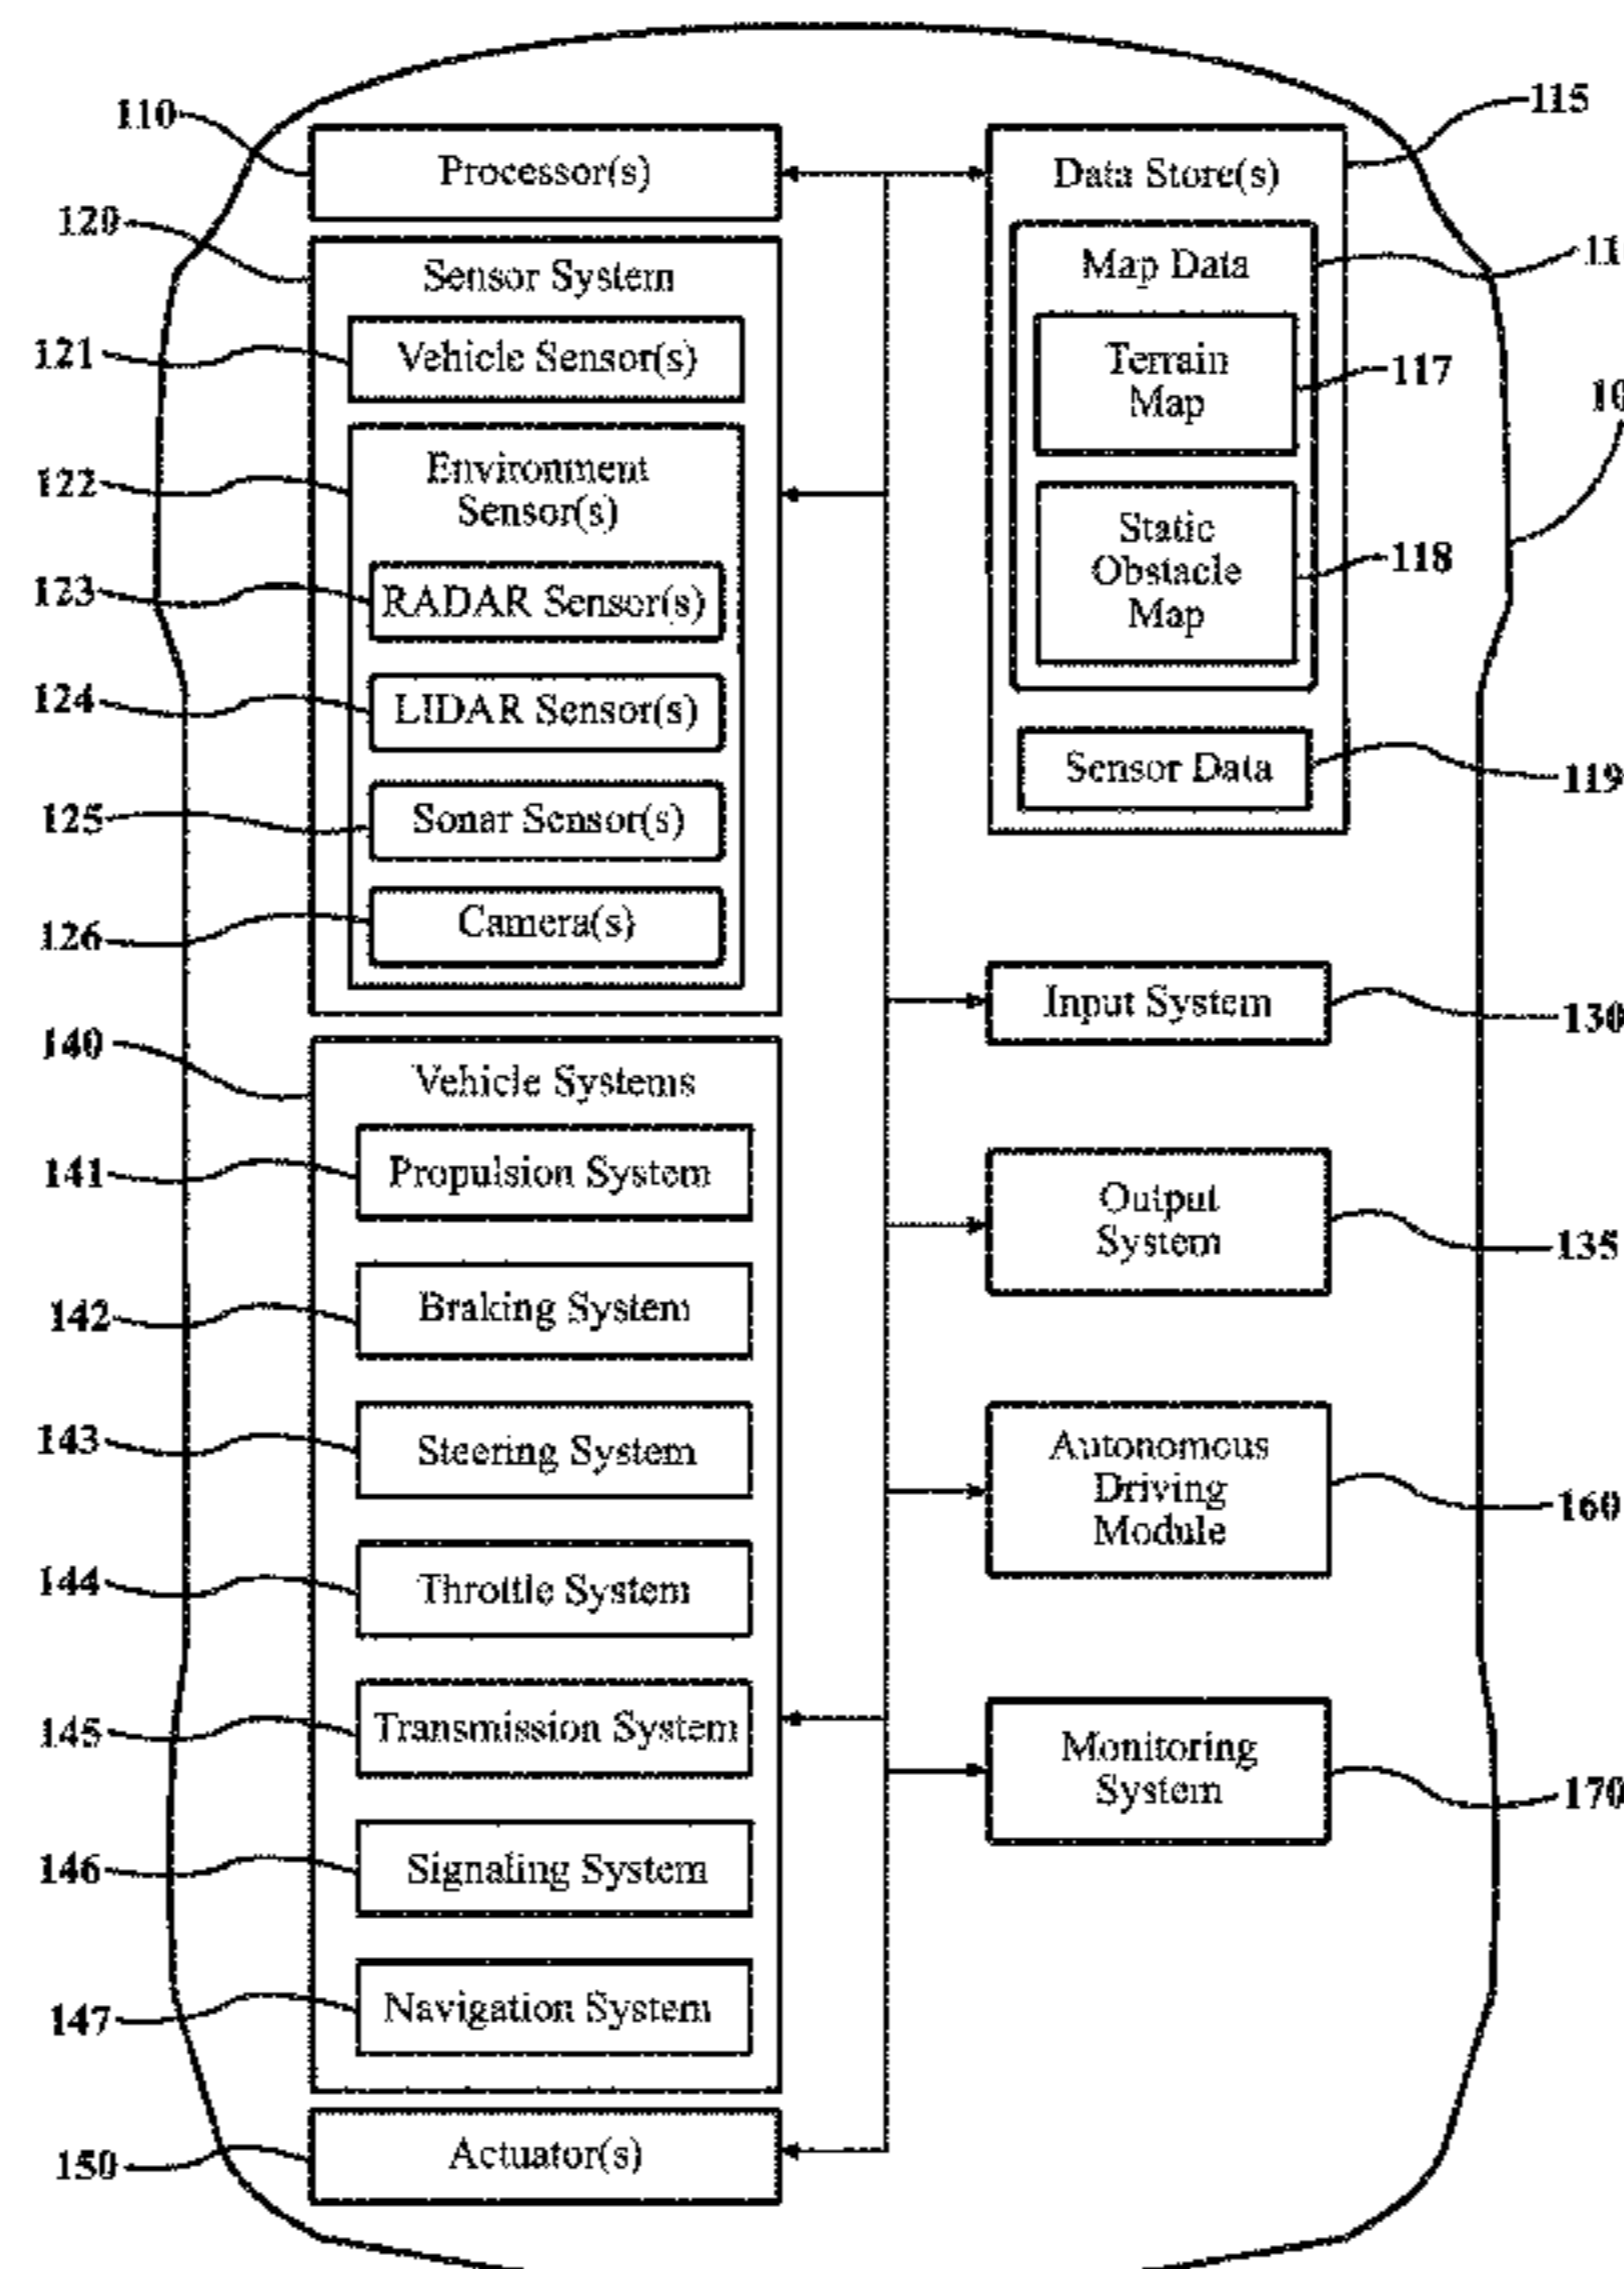 110
Processor(s)
120
Sensor System
121
Vehicle Sensor(s)
122
Environment
Sensor(s)
123
RADAR Sensor(s)
124
LIDAR Sensor(s)
125
Sonar Sensor(s)
126
Camera(s)
140
Vehicle Systems
141
Propulsion System
142
Braking System
143
Steering System
144
Throttle System
145
Transmission System
146
Signaling System
147
Navigation System
150
Actuator(s)
Data Store(s)
115
Map Data
11
Terrain
Map
117
10
Static
Obstacle
Map
118
Sensor Data
119
Input System
130
Output
System
135
Autonomous
Driving
Module
160
Monitoring
System
170